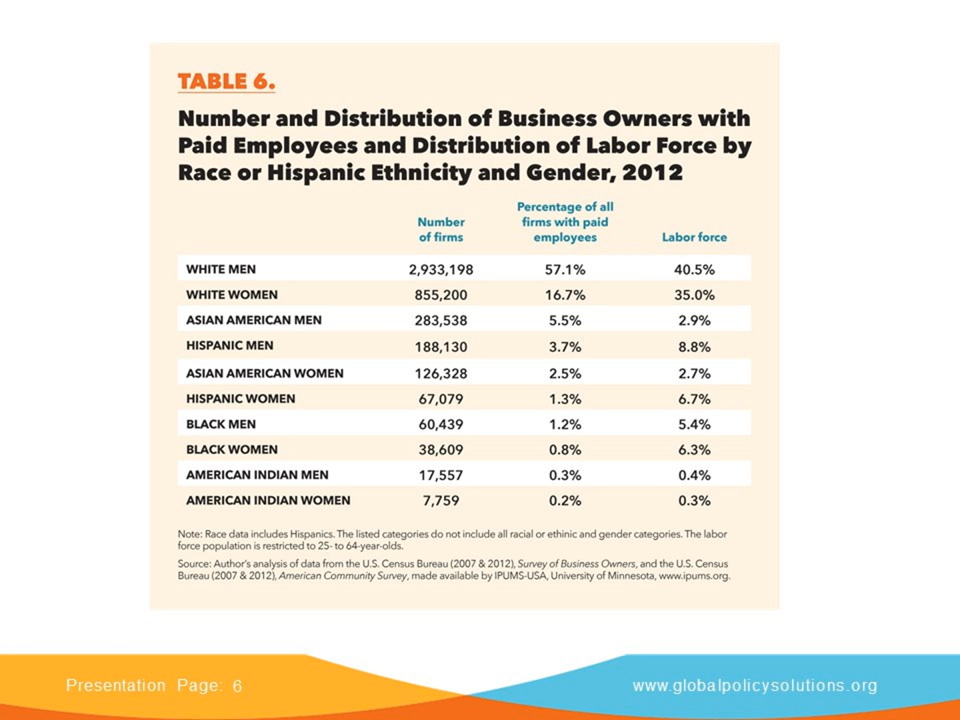 TABLE 6.
Number and Distribution of Business Owners with
Paid Employees and Distribution of Labor Force by
Race or Hispanic Ethnicity and Gender, 2012
Number of firms Percentage of all firms with paid employees Labor force
WHITE MEN 2,933,198 57.1% 40.5%
WHITE WOMEN 855,200 16.7% 35.0%
ASIAN AMERICAN MEN 283,538 5.5% 2.9%
HISPANIC MEN 188,130 3.7% 8.8%
ASIAN AMERICAN WOMEN 126,328 2.5% 2.7%
HISPANIC WOMEN 67,079 1.3% 6.7%
BLACK MEN 60,439 1.2% 5.4%
BLACK WOMEN 38,609 0.8% 6.3%
AMERICAN INDIAN MEN 17,557 0.3% 0.4%
AMERICAN INDIAN WOMEN 7,759 0.2% 0.3%
Note: Race data includes Hispanics. The listed categories do not include all racial or ethinic and gender categories. The labor
force population is restricted to 25- to 64-year-olds.
Source: Author's analysis of data from the U.S. Census Bureau (2007 & 2012), Survey of Business Owners, and the U.S. Census
Bureau (2007 & 2012), American Community Survey, made available by IPUMS-USA, University of Minnesota, www.ipums.org.
Presentation Page: 6 www.globalpolicysolutions.org